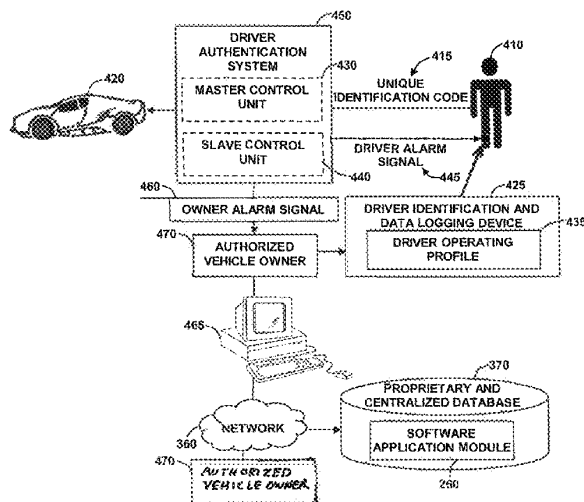 450
DRIVER
AUTHENTICATION
SYSTEM
420
430
MASTER CONTROL
UNIT
415
UNIQUE
IDENTIFICATION CODE
410
SLAVE CONTROL
UNIT
440
DRIVER ALARM
SIGNAL
445
460
OWNER ALARM SIGNAL
425
DRIVER IDENTIFICATION AND
DATA LOGGING DEVICE
435
DRIVER OPERATING
PROFILE
470
AUTHORIZED
VEHICLE OWNER
465
370
PROPRIETARY AND
CENTRALIZED DATABASE
NETWORK
360
SOFTWARE
APPLICATION MODULE
260
470
AUTHORIZED
VEHICLE OWNER